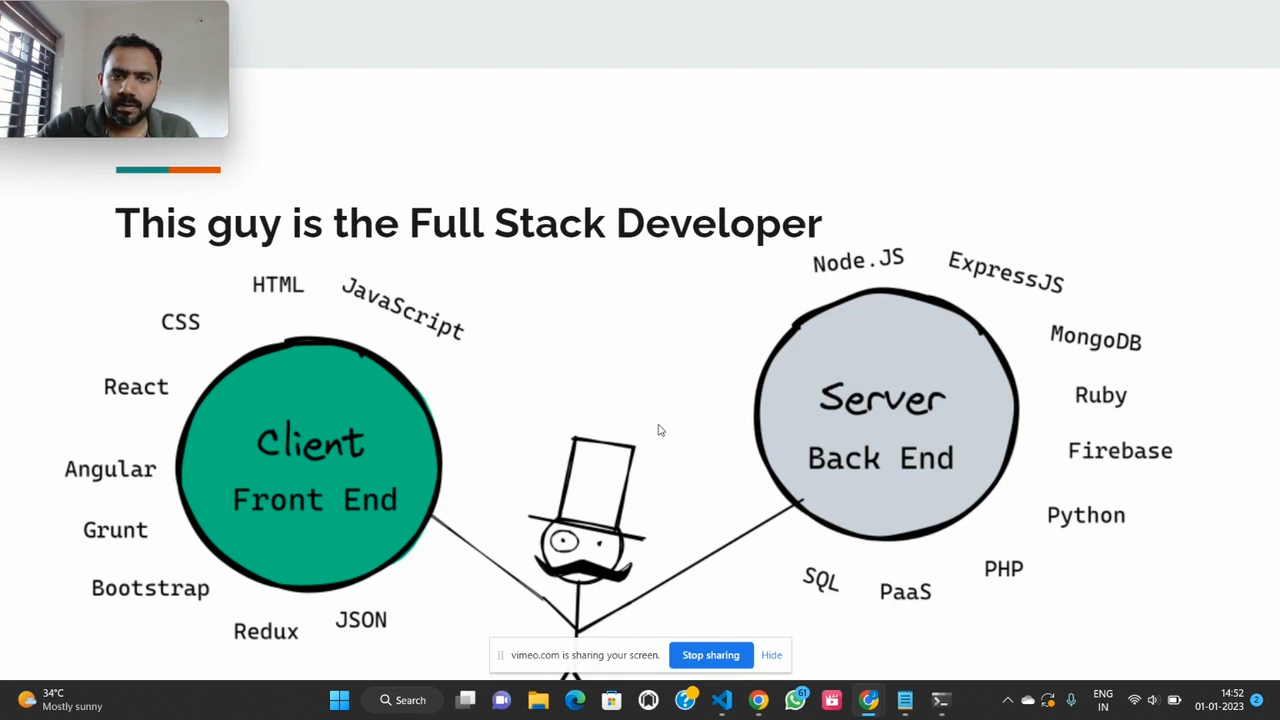 This guy is the Full Stack Developer
HTML
JavaScript
CSS
React
Angular
Grunt
Bootstrap
Redux
JSON
Client
Front End
Node.JS
ExpressJS
MongoDB
Ruby
Firebase
Python
PHP
PaaS
SQL
Server
Back End
vimeo.com is sharing your screen.
Stop sharing
Hide
34°C
Mostly sunny
Search
61
ENG
IN
14:52
01-01-2023
2